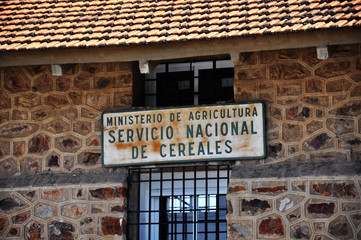 MINISTERIO DE AGRICULTURA
SERVICIO NACIONAL
DE CEREALES